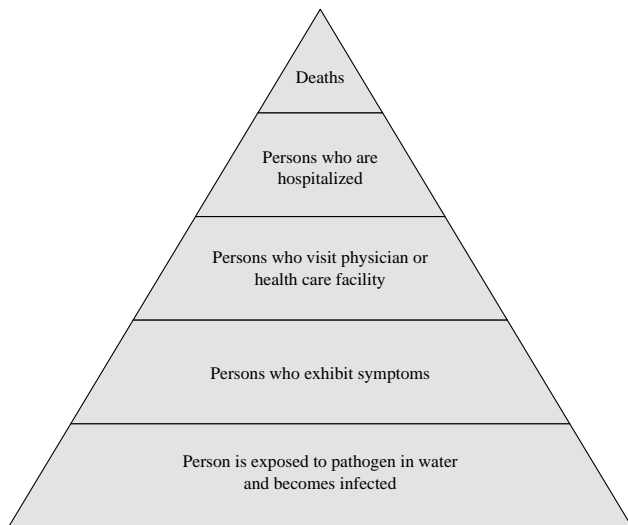 Deaths
Persons who are
hospitalized
Persons who visit physician or
health care facility
Persons who exhibit symptoms
Person is exposed to pathogen in water
and becomes infected